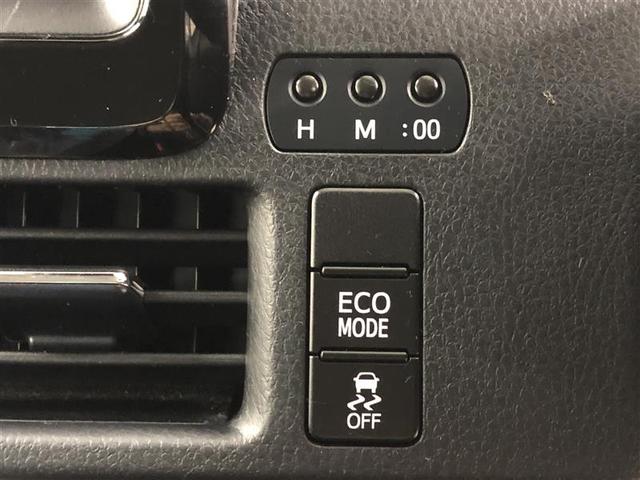 H M :00
ECO
MODE
OFF